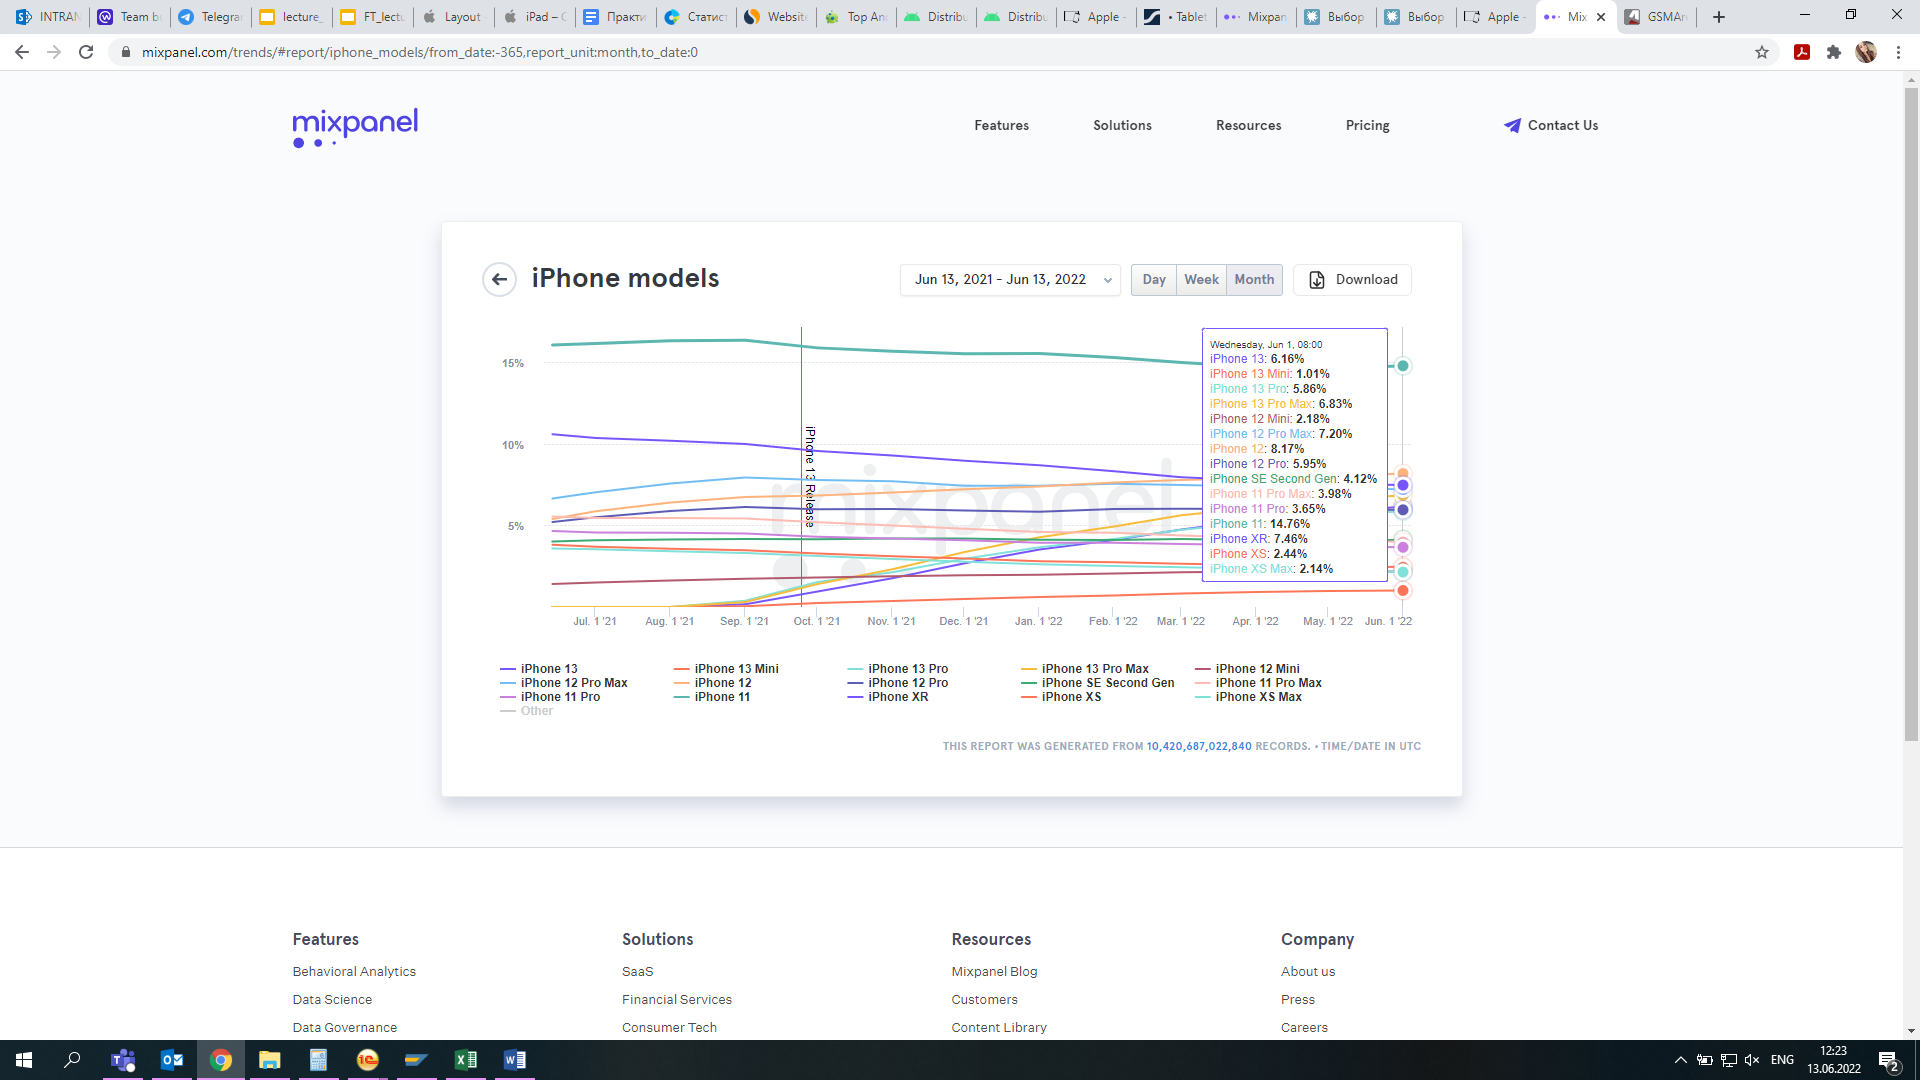 INTRAN
Team b
Telegra
lecture_
FT_lectu
Layout
iPad – C
Практи
Статист
Website
Top An
Distribu
Distribu
Apple -
• Tablet
Mixpan
Выбор
Выбор
Apple -
Mix
GSMAr
mixpanel.com/trends/#report/iphone_models/from_date:-365,report_unit:month,to_date:0
mixpanel
Features
Solutions
Resources
Pricing
Contact Us
iPhone models
Jun 13, 2021 - Jun 13, 2022
Day
Week
Month
Download
15%
10%
5%
iPhone 13 Release
mixpanel
Wednesday, Jun 1, 08:00
iPhone 13: 6.16%
iPhone 13 Mini: 1.01%
iPhone 13 Pro: 5.86%
iPhone 13 Pro Max: 6.83%
iPhone 12 Mini: 2.18%
iPhone 12 Pro Max: 7.20%
iPhone 12: 8.17%
iPhone 12 Pro: 5.95%
iPhone SE Second Gen: 4.12%
iPhone 11 Pro Max: 3.98%
iPhone 11 Pro: 3.65%
iPhone 11: 14.76%
iPhone XR: 7.46%
iPhone XS: 2.44%
iPhone XS Max: 2.14%
Jul. 1 '21
Aug. 1 '21
Sep. 1 '21
Oct. 1 '21
Nov. 1 '21
Dec. 1 '21
Jan. 1 '22
Feb. 1 '22
Mar. 1 '22
Apr. 1 '22
May. 1 '22
Jun. 1 '22
iPhone 13
iPhone 13 Mini
iPhone 13 Pro
iPhone 13 Pro Max
iPhone 12 Mini
iPhone 12 Pro Max
iPhone 12
iPhone 12 Pro
iPhone SE Second Gen
iPhone 11 Pro Max
iPhone 11 Pro
iPhone 11
iPhone XR
iPhone XS
iPhone XS Max
Other
THIS REPORT WAS GENERATED FROM 10,420,687,022,840 RECORDS. • TIME/DATE IN UTC
Features
Behavioral Analytics
Data Science
Data Governance
Solutions
SaaS
Financial Services
Consumer Tech
Resources
Mixpanel Blog
Customers
Content Library
Company
About us
Press
Careers
ENG
12:23
13.06.2022
2